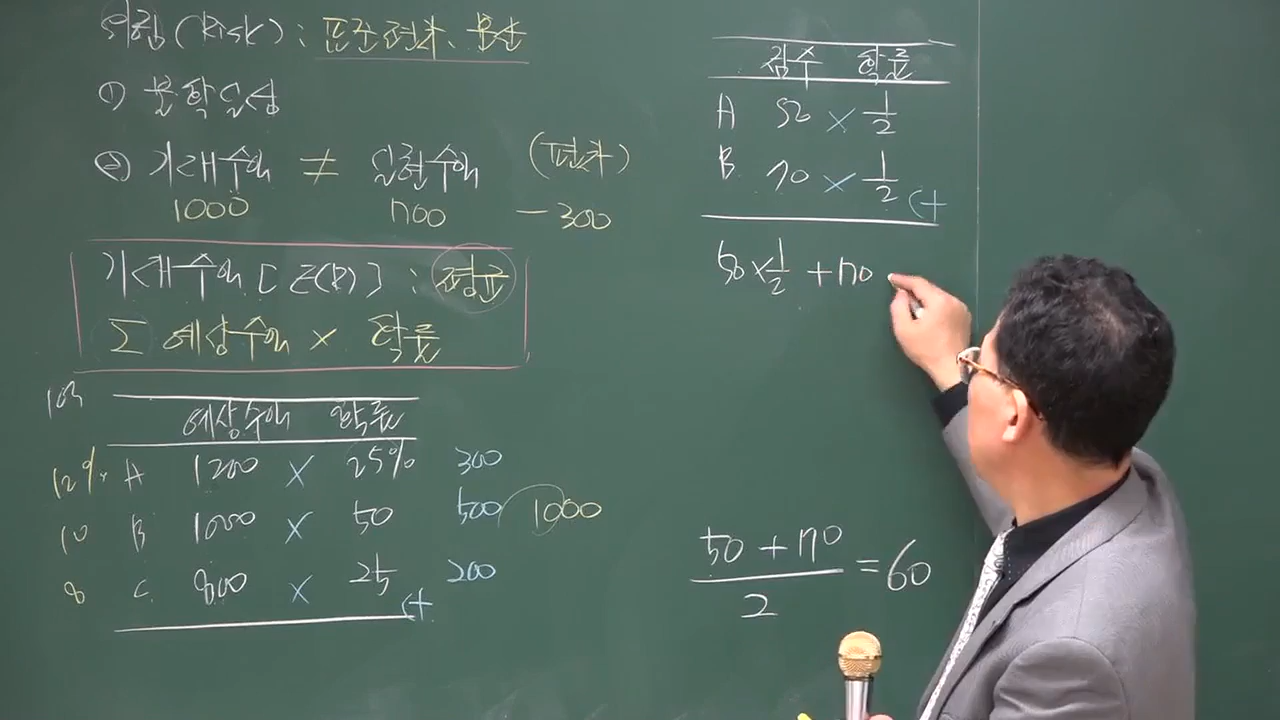 위험(Risk) : 표준편차, 분산
① 불확실성
② 기대수익 ≠ 실현수익 (편차)
1000 700 - 300
기대수익 [E(R)] : 평균
Σ 예상수익 × 확률
예상수익 확률
12% A 1200 × 25% 300
10 B 1000 × 50 500 1000
8 C 800 × 25 200
(+
점수 확률
A 50 × 1/2
B 70 × 1/2
(+
50 × 1/2 + 70
50 + 70 / 2 = 60